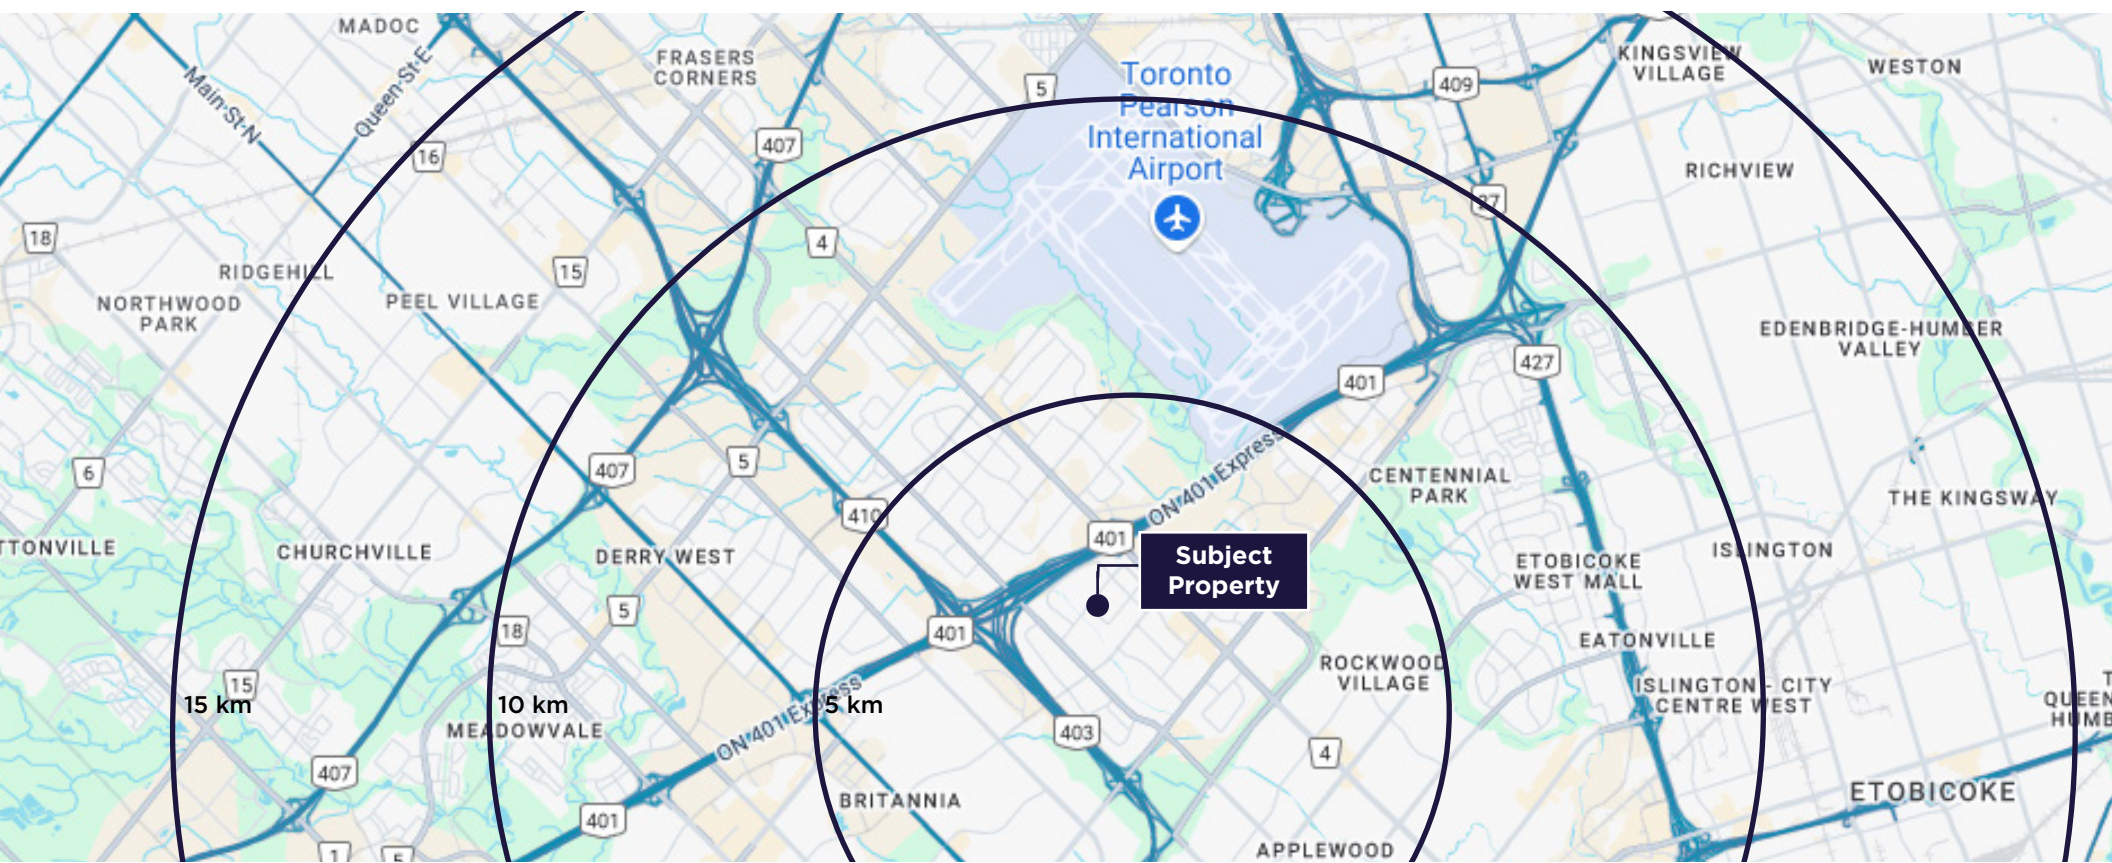 MADOC
Main-St-N
Queen-St-E
FRASERS
CORNERS
5
Toronto
Pearson
International
Airport
409
KINGSVIEW
VILLAGE
WESTON
407
16
RICHVIEW
27
18
4
RIDGEHILL
15
NORTHWOOD
PARK
PEEL VILLAGE
EDENBRIDGE-HUMBER
VALLEY
427
401
6
407
5
CENTENNIAL
PARK
THE KINGSWAY
410
ON 401 Express
401
TTONVILLE
CHURCHVILLE
DERRY WEST
Subject
Property
ETOBICOKE
WEST MALL
ISLINGTON
5
18
401
EATONVILLE
ROCKWOOD
VILLAGE
15
ISLINGTON - CITY
CENTRE WEST
QUEEN
HUMB
15 km
10 km
5 km
MEADOWVALE
ON 401 Express
403
4
407
BRITANNIA
ETOBICOKE
401
1
5
APPLEWOOD